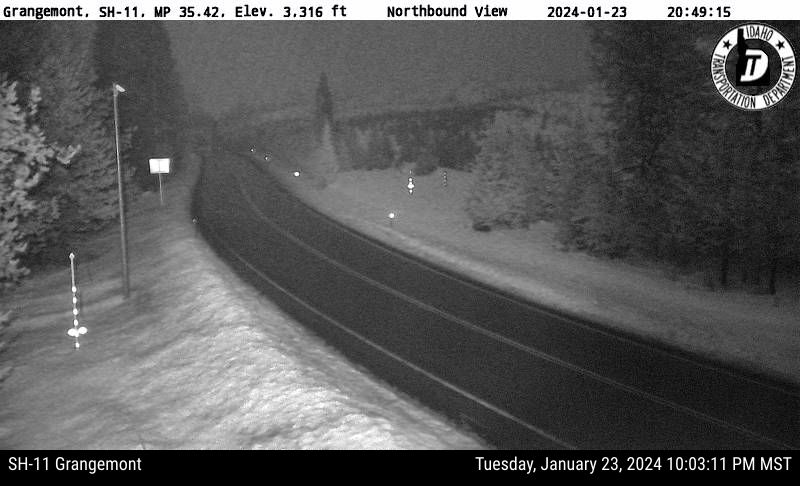 Grangemont, SH-11, MP 35.42, Elev. 3,316 ft Northbound View 2024-01-23 20:49:15
IDAHO
TRANSPORTATION DEPARTMENT
SH-11 Grangemont Tuesday, January 23, 2024 10:03:11 PM MST